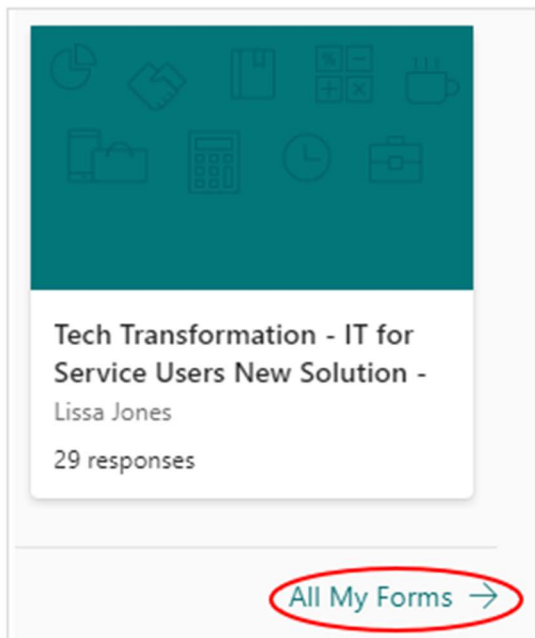 Tech Transformation - IT for
Service Users New Solution -
Lissa Jones
29 responses
All My Forms →